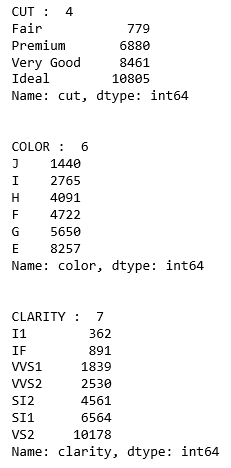 CUT :  4
Fair            779
Premium        6880
Very Good      8461
Ideal         10805
Name: cut, dtype: int64
COLOR :  6
J    1440
I    2765
H    4091
F    4722
G    5650
E    8257
Name: color, dtype: int64
CLARITY :  7
I1        362
IF        891
VVS1     1839
VVS2     2530
SI2      4561
SI1      6564
VS2     10178
Name: clarity, dtype: int64